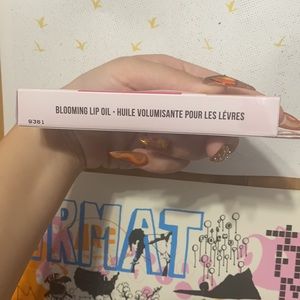 BLOOMING LIP OIL - HUILE VOLUMISANTE POUR LES LÈVRES
9361
RMAT